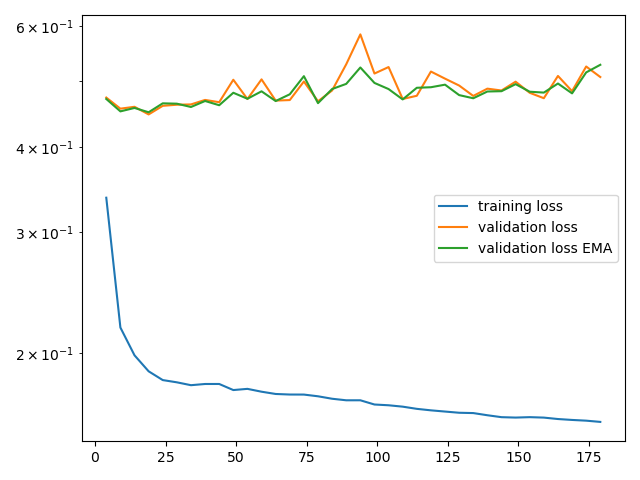 6 × 10⁻¹
4 × 10⁻¹
3 × 10⁻¹
2 × 10⁻¹
training loss
validation loss
validation loss EMA
0 25 50 75 100 125 150 175